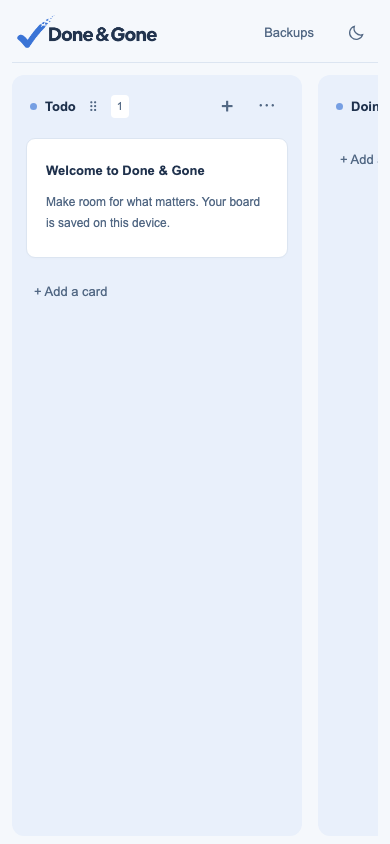 Done & Gone
Backups
Todo
1
+
...
Welcome to Done & Gone
Make room for what matters. Your board
is saved on this device.
+ Add a card
Doin
+ Add